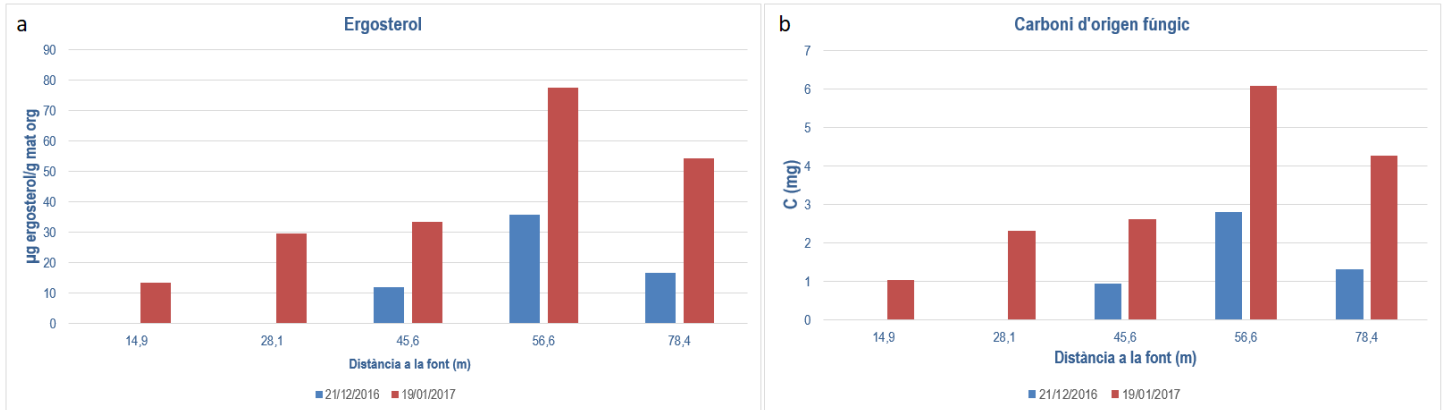 a
Ergosterol
90
80
70
60
50
40
30
20
10
0
µg ergosterol/g mat org
14,9 28,1 45,6 56,6 78,4
Distància a la font (m)
21/12/2016 19/01/2017
b
Carboni d'origen fúngic
7
6
5
4
3
2
1
0
C (mg)
14,9 28,1 45,6 56,6 78,4
Distància a la font (m)
21/12/2016 19/01/2017